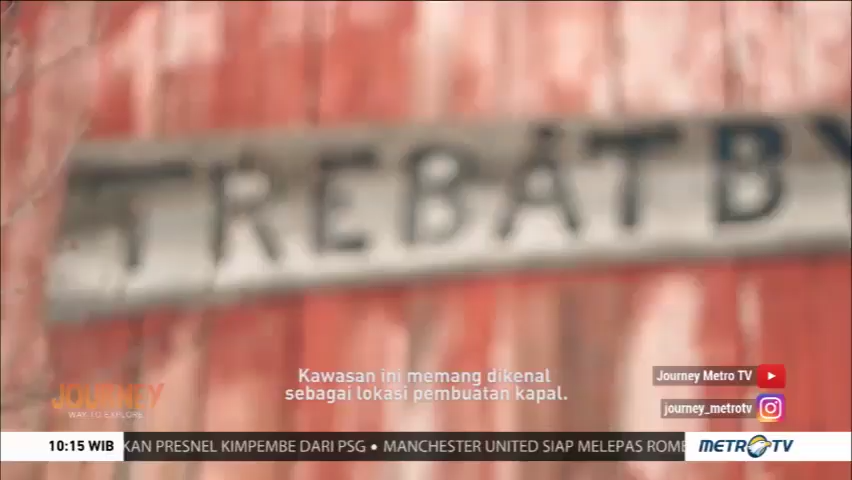 TREBATBY
Kawasan ini memang dikenal
sebagai lokasi pembuatan kapal.
Journey Metro TV
journey_metrotv
JOURNEY
WAY TO EXPLORE
10:15 WIB
KAN PRESNEL KIMPEMBE DARI PSG • MANCHESTER UNITED SIAP MELEPAS ROME
METRO TV